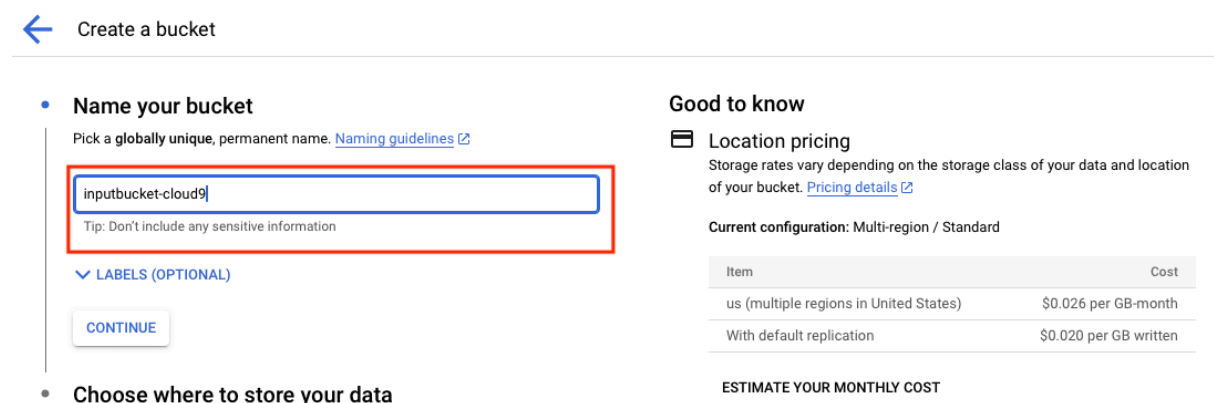 Create a bucket
Name your bucket
Pick a globally unique, permanent name. Naming guidelines
inputbucket-cloud9
Tip: Don't include any sensitive information
LABELS (OPTIONAL)
CONTINUE
Choose where to store your data
Good to know
Location pricing
Storage rates vary depending on the storage class of your data and location
of your bucket. Pricing details
Current configuration: Multi-region / Standard
Item Cost
us (multiple regions in United States) $0.026 per GB-month
With default replication $0.020 per GB written
ESTIMATE YOUR MONTHLY COST